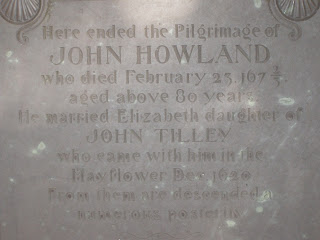 Here ended the Pilgrimage of
JOHN HOWLAND
who died February 23, 167 2/3.
aged above 80 years.
He married Elizabeth daughter of
JOHN TILLEY
who came with him in the
Mayflower Dec. 1620
From them are descended a
numerous posterity